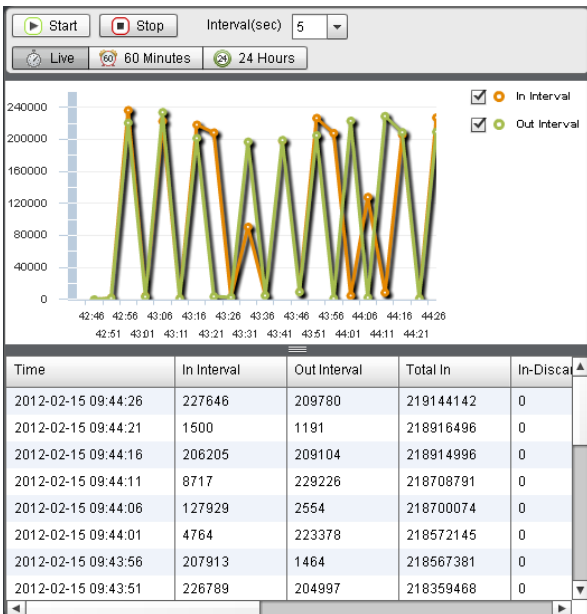 Start Stop Interval(sec) 5
Live 60 60 Minutes 24 24 Hours
In Interval
Out Interval
240000
200000
160000
120000
80000
40000
0
42:46 42:56 43:06 43:16 43:26 43:36 43:46 43:56 44:06 44:16 44:26
42:51 43:01 43:11 43:21 43:31 43:41 43:51 44:01 44:11 44:21
Time In Interval Out Interval Total In In-Discar
2012-02-15 09:44:26 227646 209780 219144142 0
2012-02-15 09:44:21 1500 1191 218916496 0
2012-02-15 09:44:16 206205 209104 218914996 0
2012-02-15 09:44:11 8717 229226 218708791 0
2012-02-15 09:44:06 127929 2554 218700074 0
2012-02-15 09:44:01 4764 223378 218572145 0
2012-02-15 09:43:56 207913 1464 218567381 0
2012-02-15 09:43:51 226789 204997 218359468 0